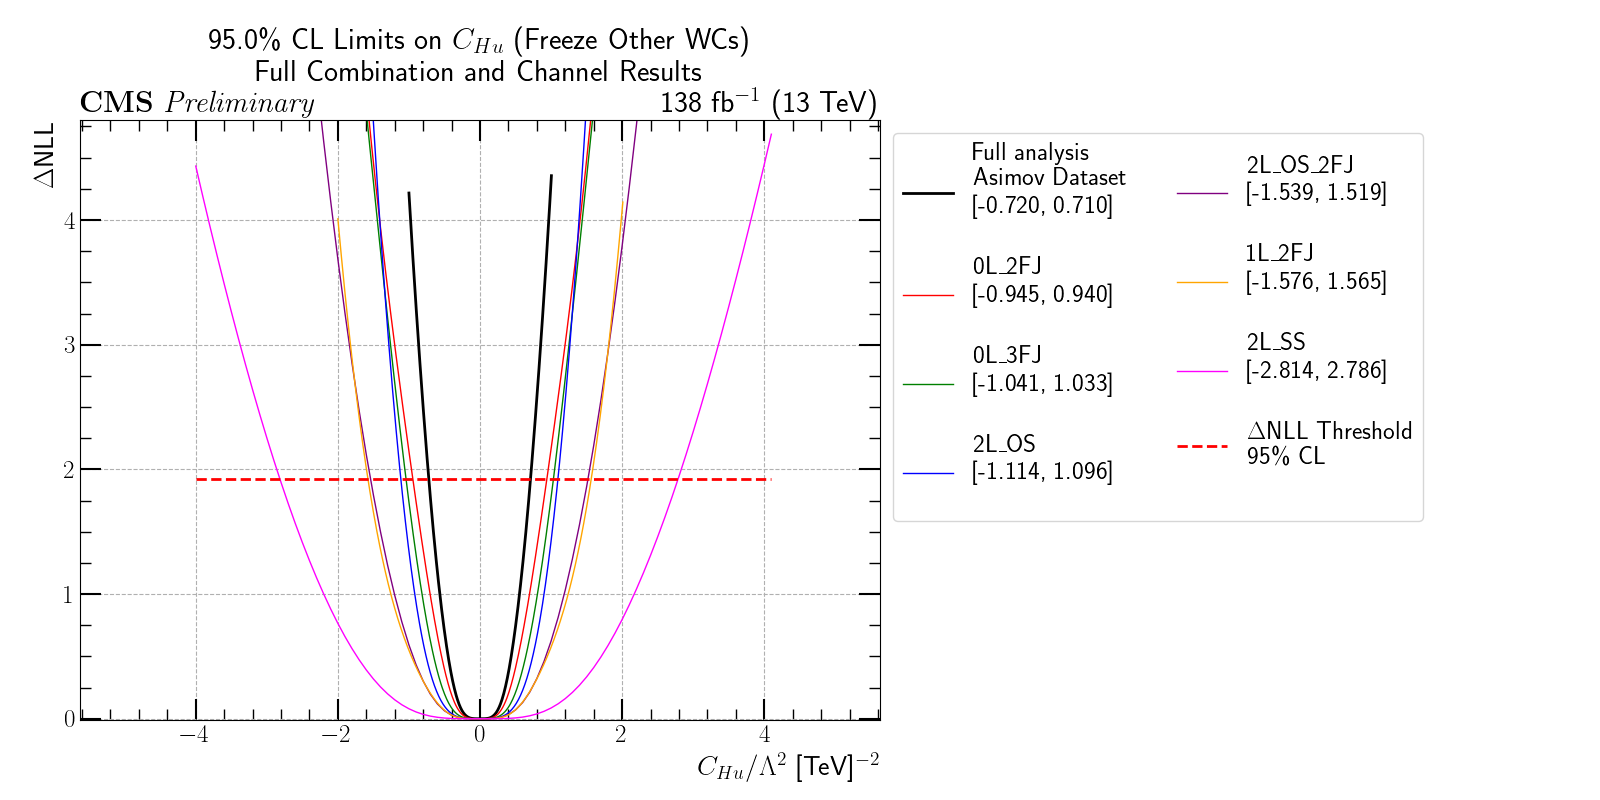 95.0% CL Limits on C_{Hu} (Freeze Other WCs)
Full Combination and Channel Results
CMS Preliminary
138 fb^{−1} (13 TeV)
ΔNLL
4
3
2
1
0
−4
−2
0
2
4
C_{Hu}/Λ^2 [TeV]^{−2}
Full analysis
Asimov Dataset
[-0.720, 0.710]
0L_2FJ
[-0.945, 0.940]
0L_3FJ
[-1.041, 1.033]
2L_OS
[-1.114, 1.096]
2L_OS_2FJ
[-1.539, 1.519]
1L_2FJ
[-1.576, 1.565]
2L_SS
[-2.814, 2.786]
ΔNLL Threshold
95% CL